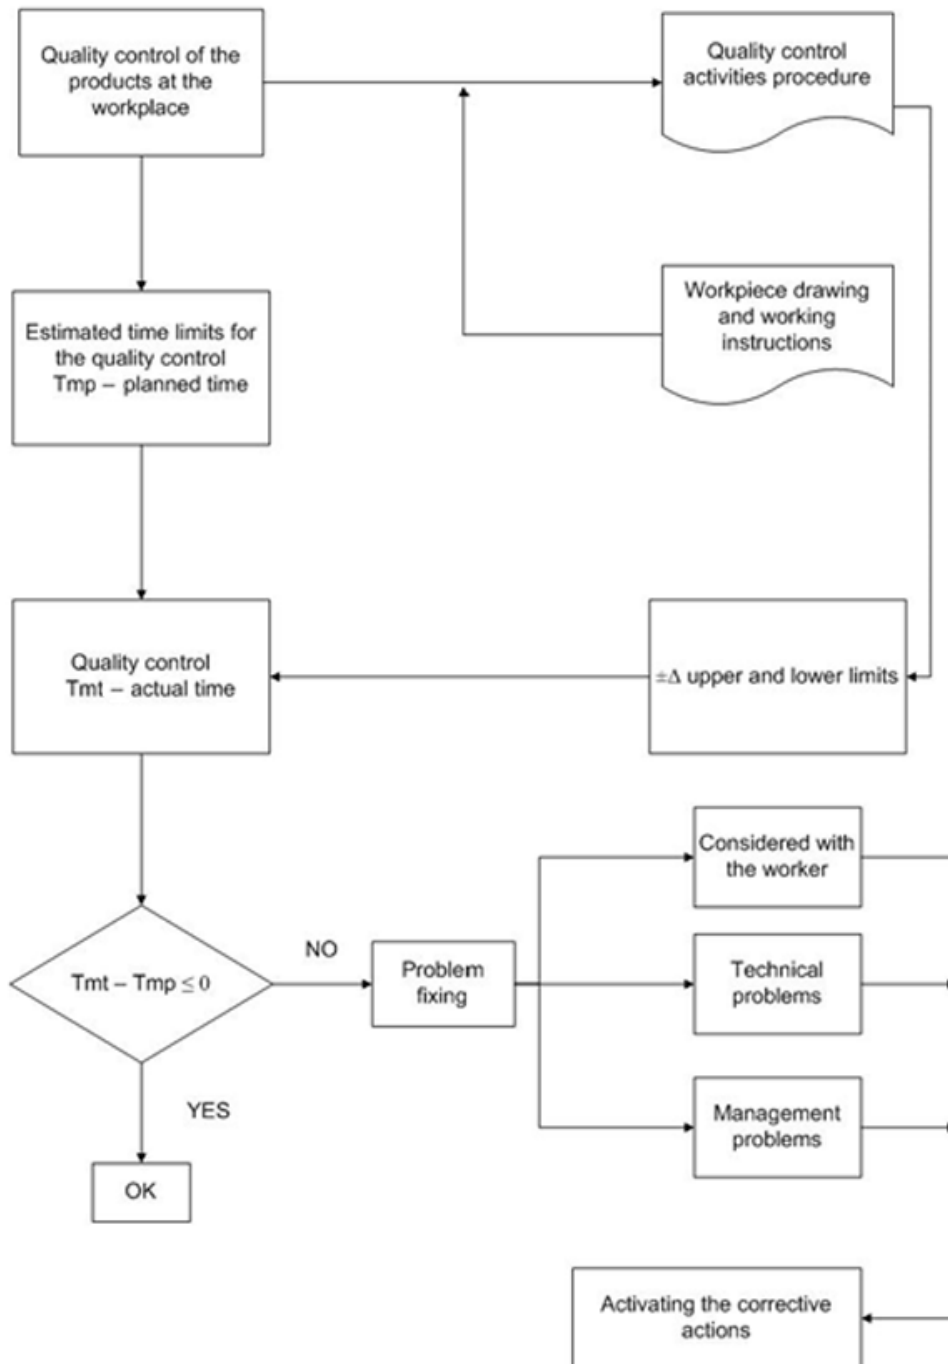 Quality control of the
products at the
workplace
Quality control
activities procedure
Workpiece drawing
and working
instructions
Estimated time limits for
the quality control
Tmp – planned time
Quality control
Tmt – actual time
±Δ upper and lower limits
Considered with
the worker
Tmt – Tmp ≤ 0
NO
Problem
fixing
Technical
problems
YES
Management
problems
OK
Activating the corrective
actions